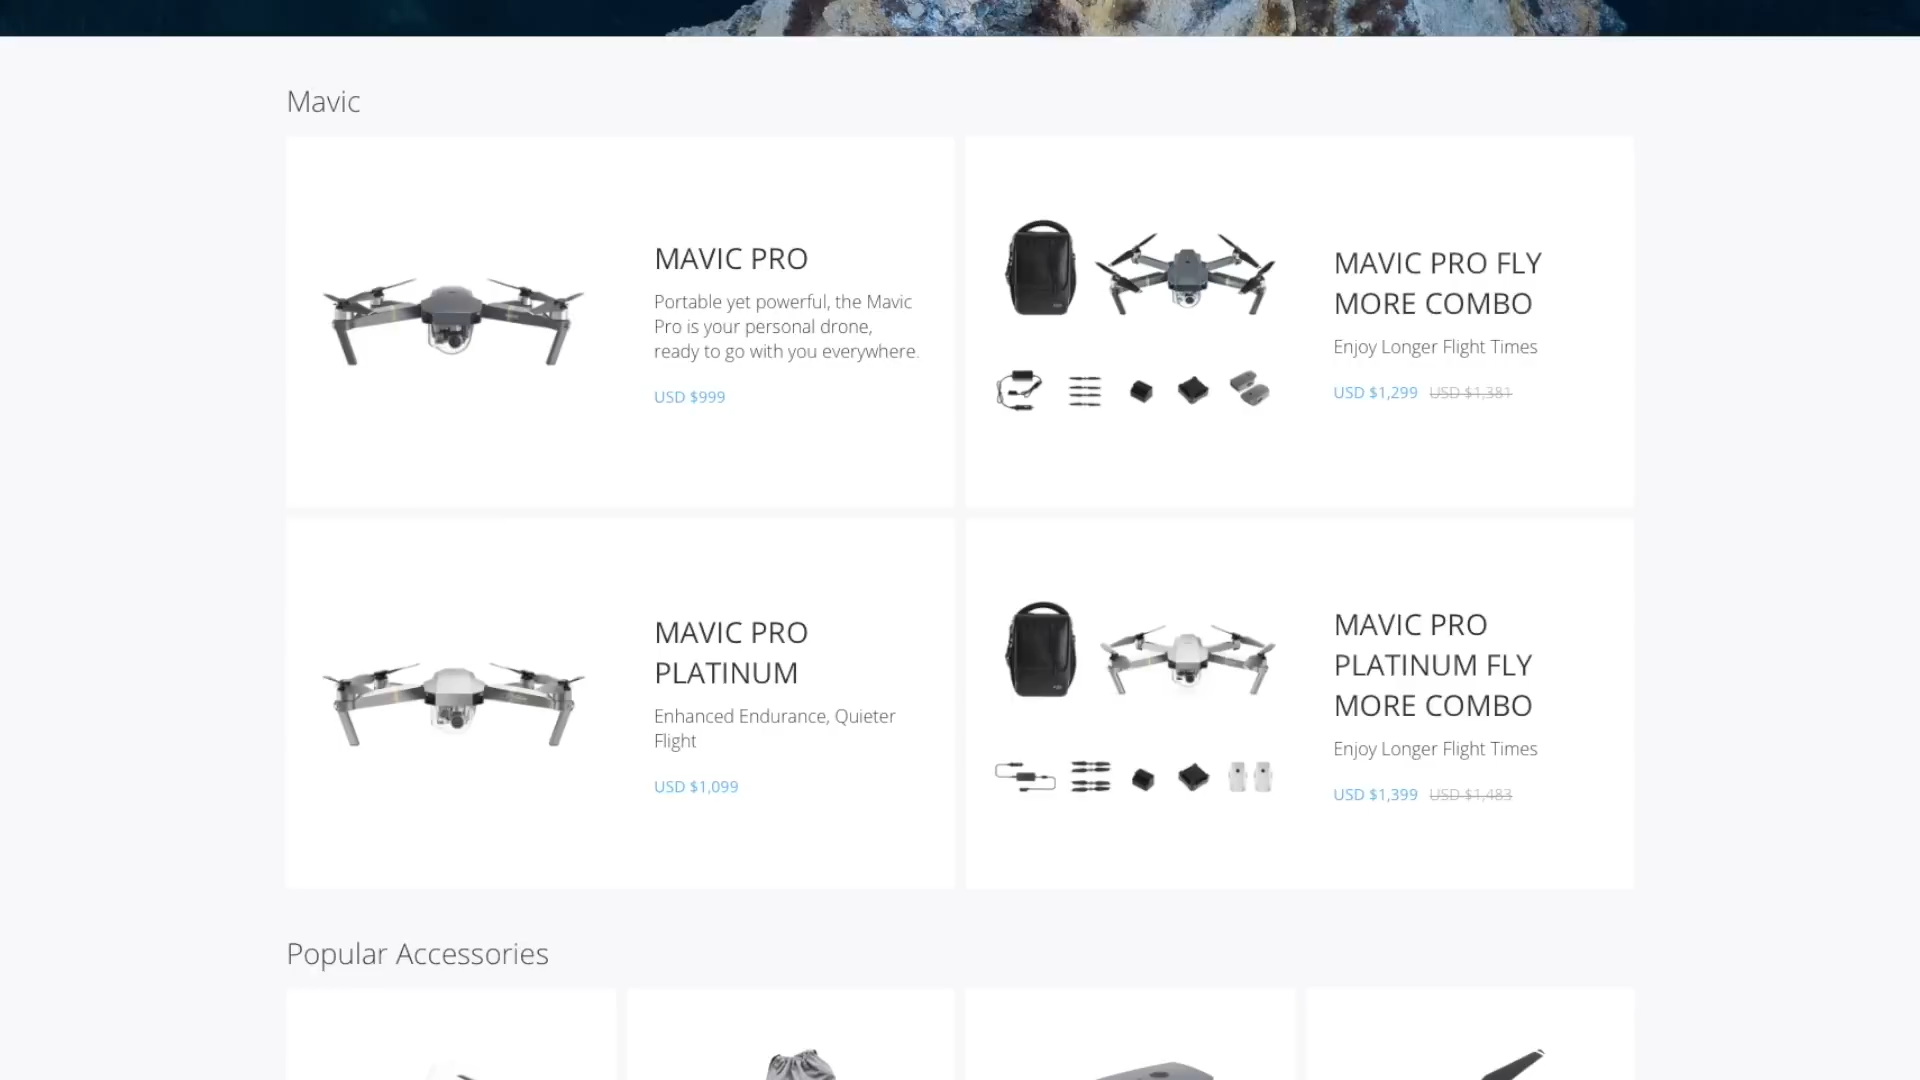 Mavic
MAVIC PRO
Portable yet powerful, the Mavic
Pro is your personal drone,
ready to go with you everywhere.
USD $999
MAVIC PRO FLY
MORE COMBO
Enjoy Longer Flight Times
USD $1,299 USD $1,381
MAVIC PRO
PLATINUM
Enhanced Endurance, Quieter
Flight
USD $1,099
MAVIC PRO
PLATINUM FLY
MORE COMBO
Enjoy Longer Flight Times
USD $1,399 USD $1,483
Popular Accessories